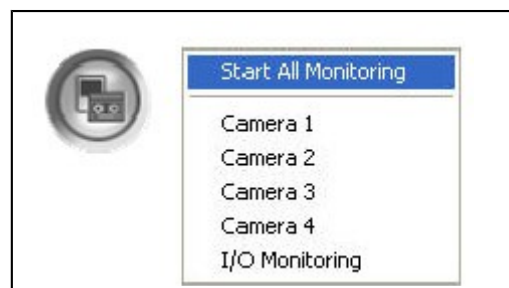 Start All Monitoring
Camera 1
Camera 2
Camera 3
Camera 4
I/O Monitoring